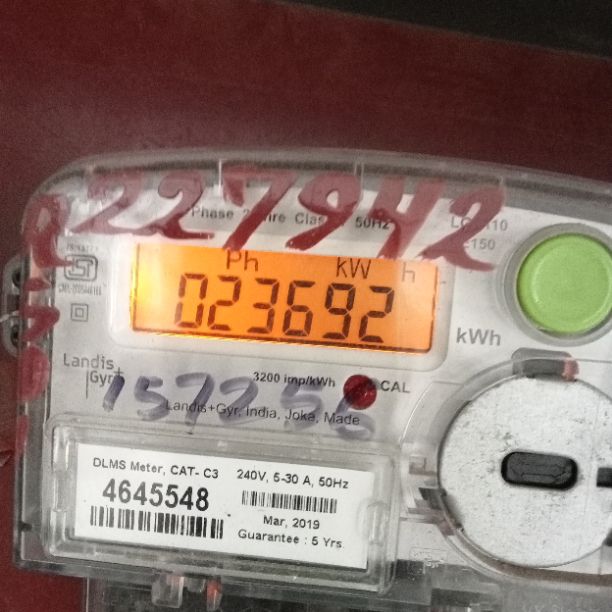 227942
Phase 2 Wire Class 50Hz
Ph kW h
023692
kWh
Landis
Gyr+
3200 imp/kWh CAL
Landis+Gyr, India, Joka, Made
DLMS Meter, CAT- C3 240V, 5-30 A, 50Hz
4645548
Mar, 2019
Guarantee : 5 Yrs.